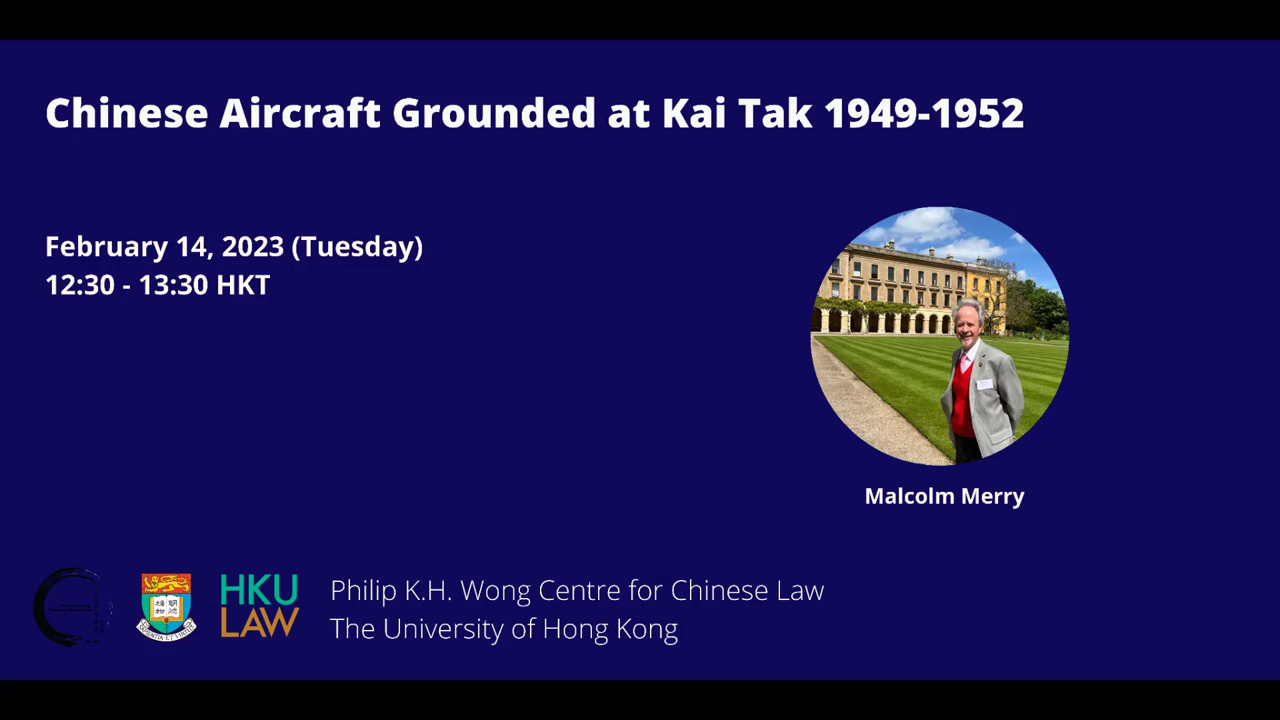 Chinese Aircraft Grounded at Kai Tak 1949-1952
February 14, 2023 (Tuesday)
12:30 - 13:30 HKT
Malcolm Merry
HKU
LAW
Philip K.H. Wong Centre for Chinese Law
The University of Hong Kong